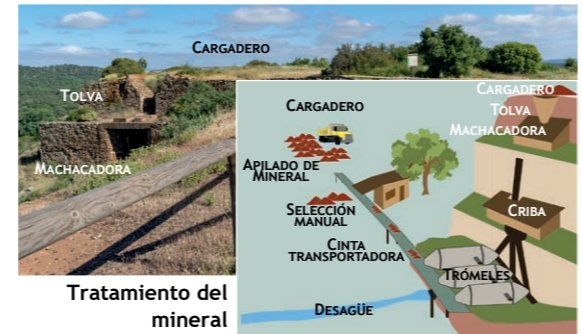 CARGADERO
TOLVA
MACHACADORA
CARGADERO
APILADO DE
MINERAL
SELECCIÓN
MANUAL
CINTA
TRANSPORTADORA
DESAGÜE
CARGADERO
TOLVA
MACHACADORA
CRIBA
TRÓMELES
Tratamiento del
mineral